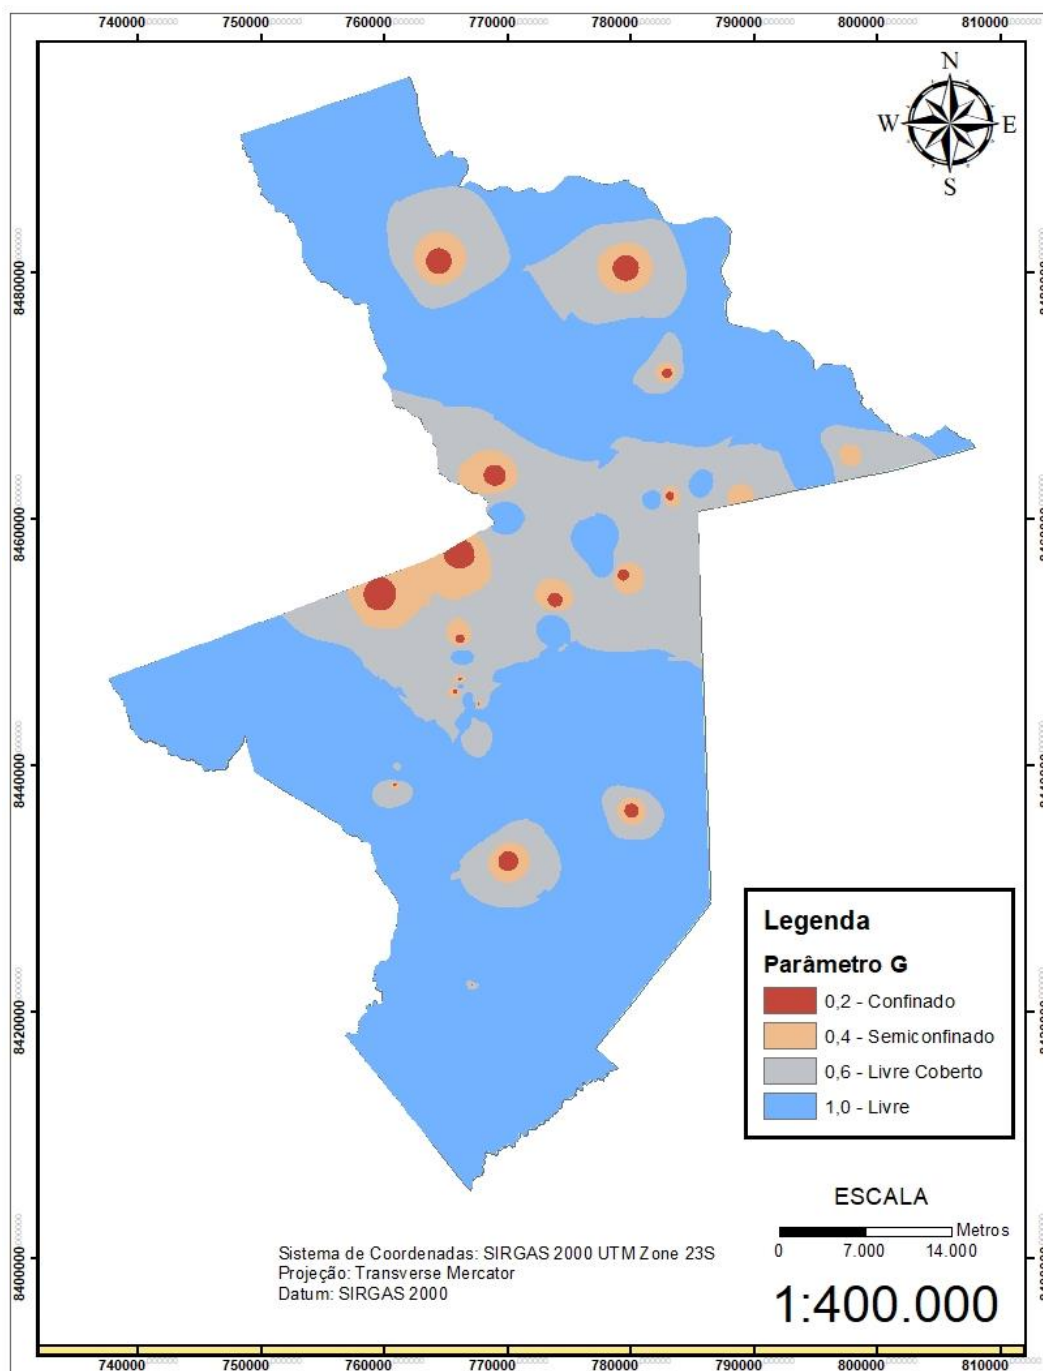 740000 750000 760000 770000 780000 790000 800000 810000
N
W E
S
8480000
8460000
8440000
8420000
8400000
Legenda
Parâmetro G
0,2 - Confinado
0,4 - Semiconfinado
0,6 - Livre Coberto
1,0 - Livre
ESCALA
Metros
0 7.000 14.000
1:400.000
Sistema de Coordenadas: SIRGAS 2000 UTM Zone 23S
Projeção: Transverse Mercator
Datum: SIRGAS 2000
740000 750000 760000 770000 780000 790000 800000 810000